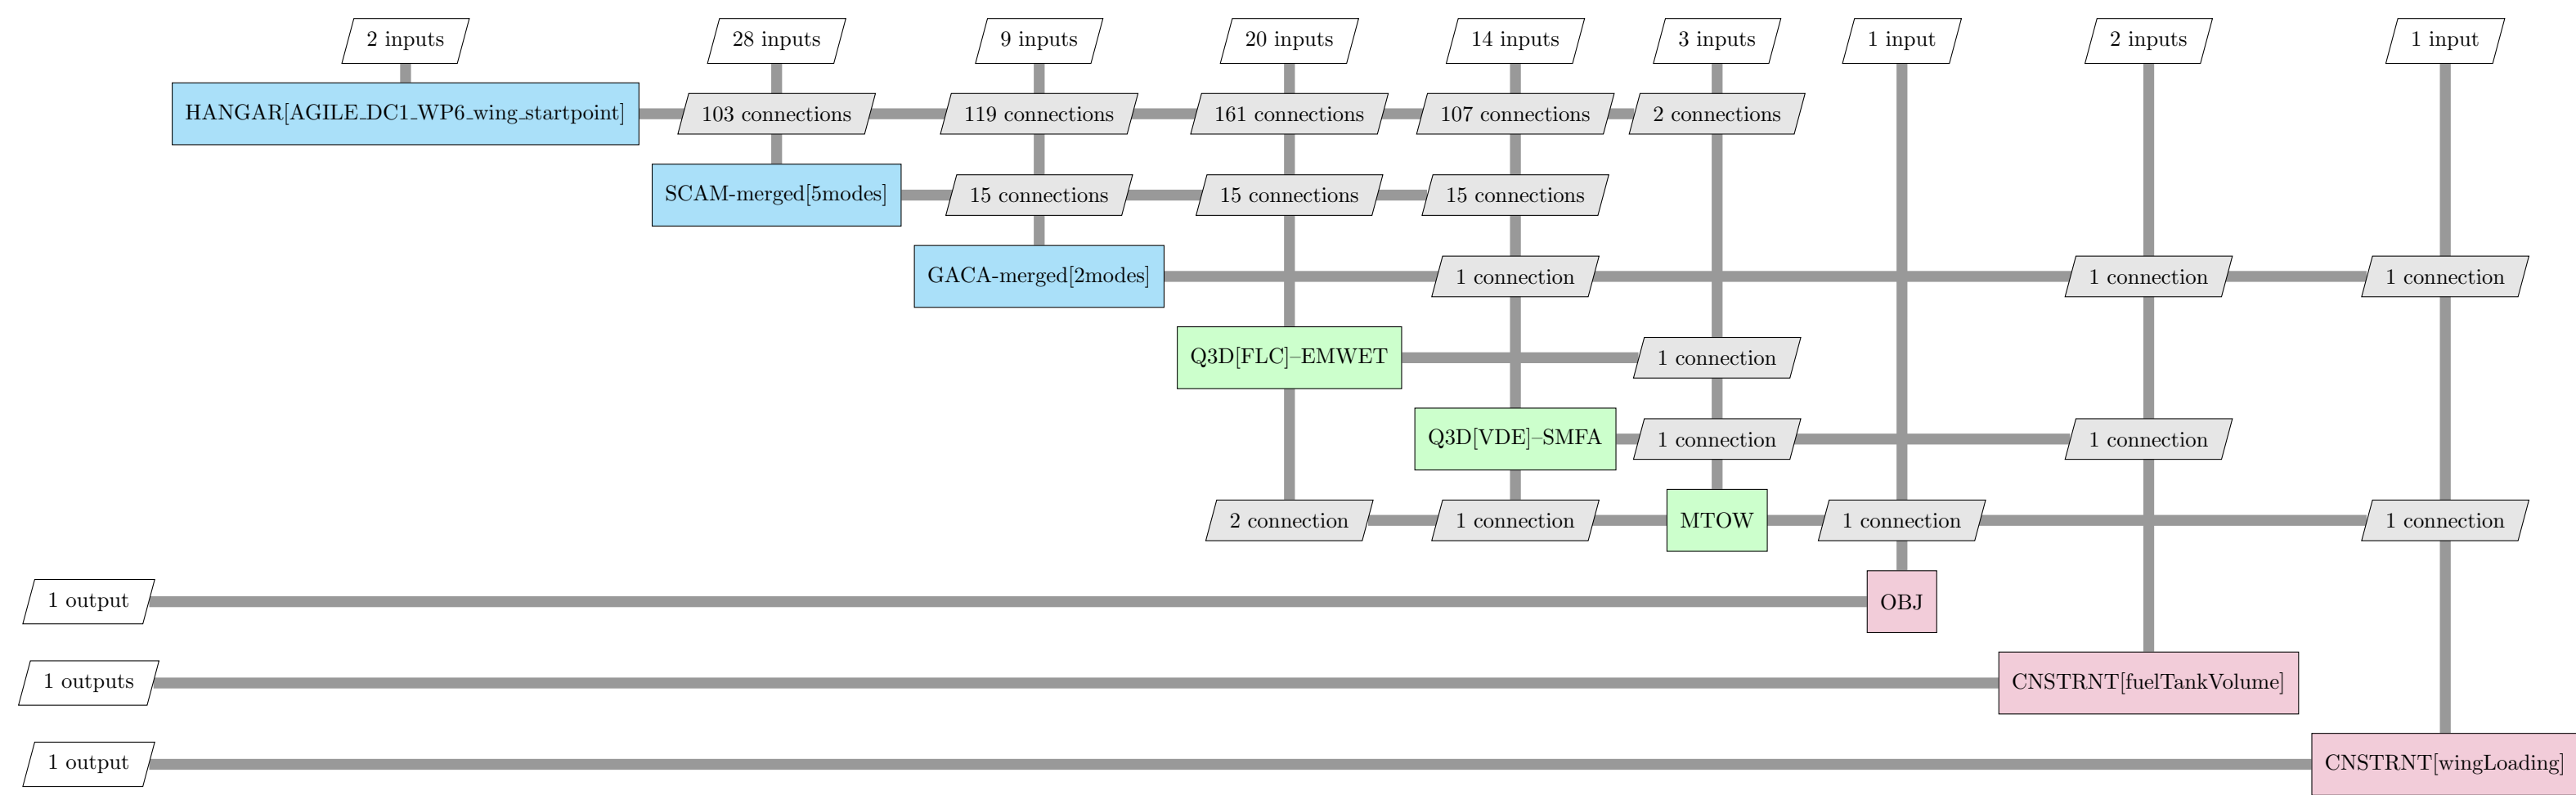 2 inputs
28 inputs
9 inputs
20 inputs
14 inputs
3 inputs
1 input
2 inputs
1 input
HANGAR[AGILE_DC1_WP6_wing_startpoint]
103 connections
119 connections
161 connections
107 connections
2 connections
SCAM-merged[5modes]
15 connections
15 connections
15 connections
GACA-merged[2modes]
1 connection
1 connection
1 connection
Q3D[FLC]–EMWET
1 connection
Q3D[VDE]–SMFA
1 connection
1 connection
2 connection
1 connection
MTOW
1 connection
1 connection
1 output
OBJ
1 outputs
CNSTRNT[fuelTankVolume]
1 output
CNSTRNT[wingLoading]